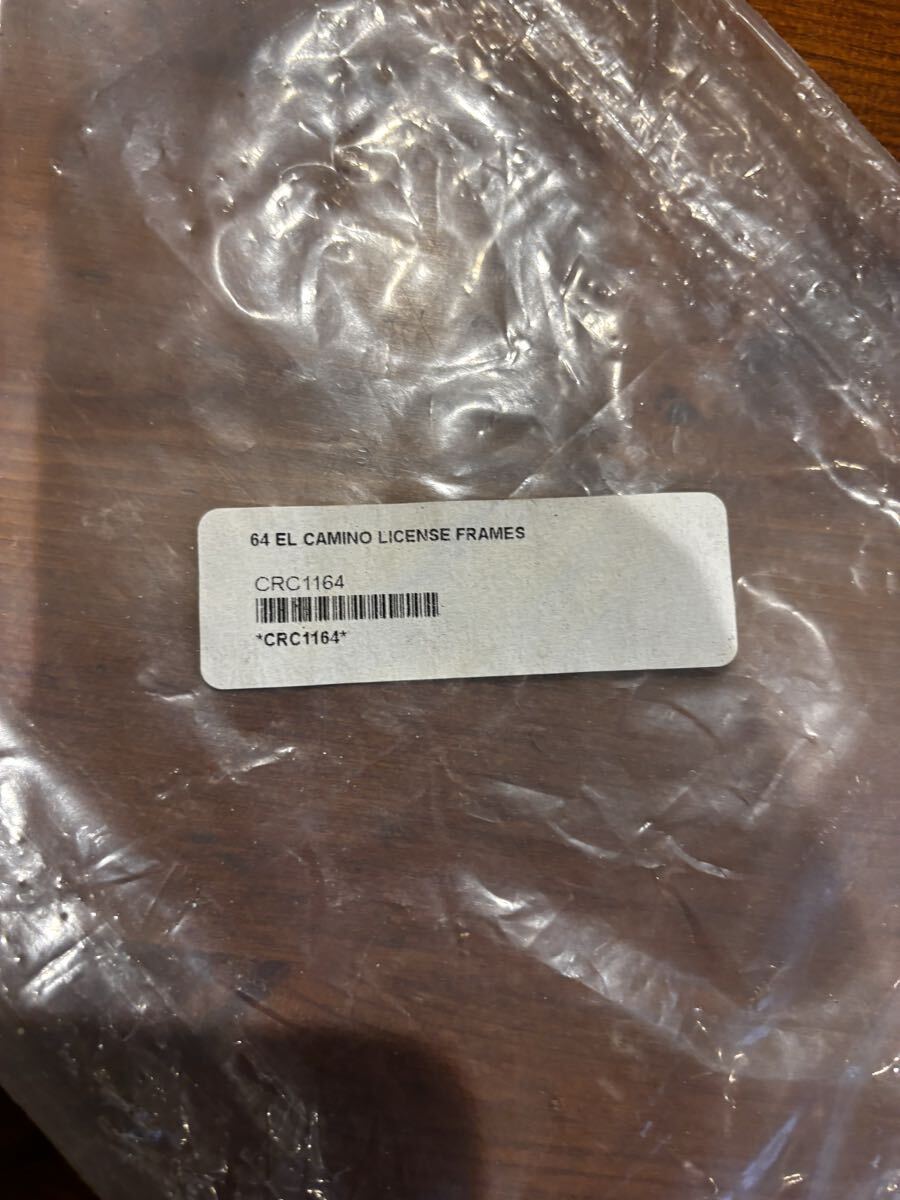 64 EL CAMINO LICENSE FRAMES
CRC1164
*CRC1164*